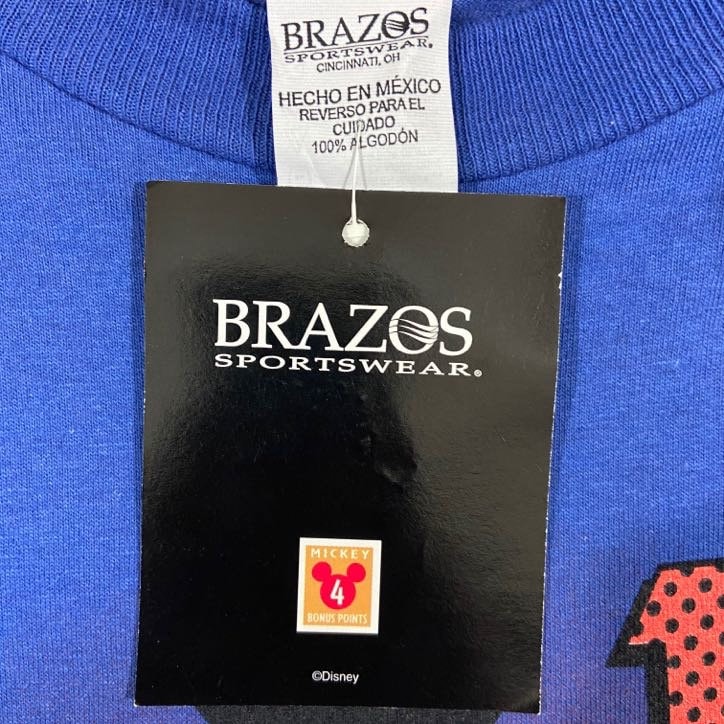 BRAZOS
SPORTSWEAR®
CINCINNATI, OH
HECHO EN MÉXICO
REVERSO PARA EL
CUIDADO
100% ALGODÓN
BRAZOS
SPORTSWEAR®
MICKEY
4
BONUS POINTS
©Disney